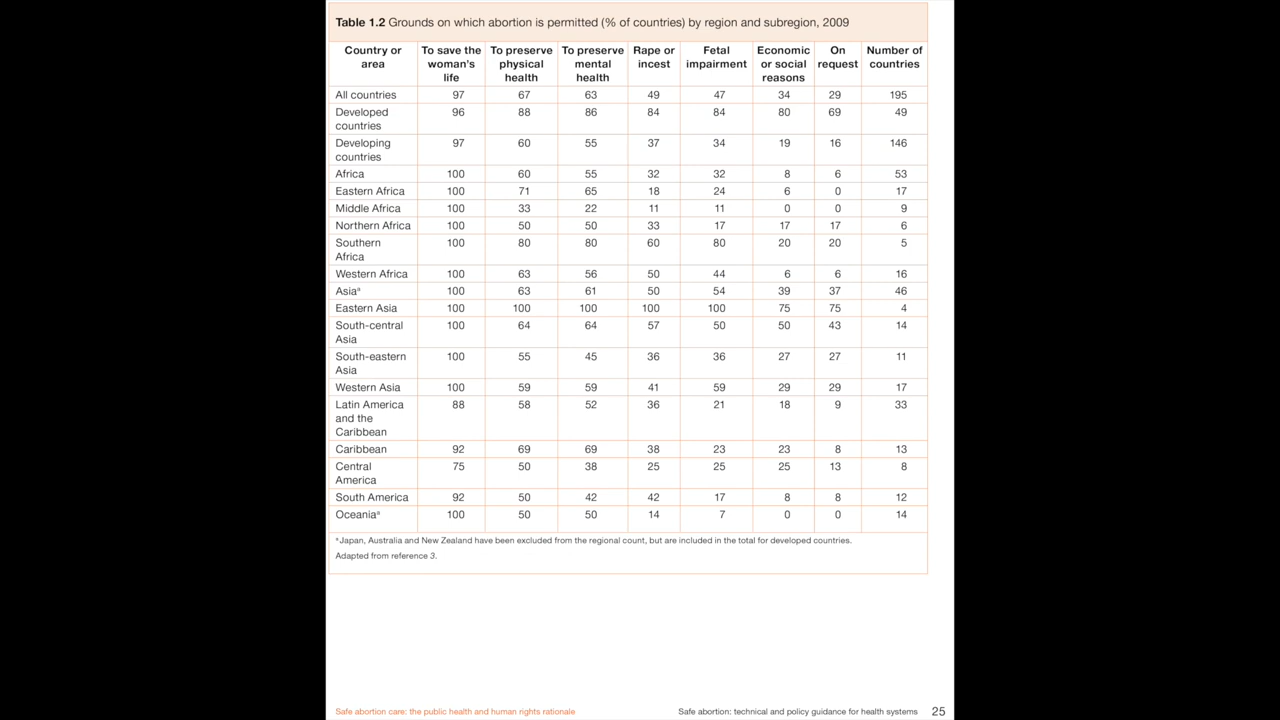 Table 1.2 Grounds on which abortion is permitted (% of countries) by region and subregion, 2009
Country or area To save the woman's life To preserve physical health To preserve mental health Rape or incest Fetal impairment Economic or social reasons On request Number of countries
All countries 97 67 63 49 47 34 29 195
Developed countries 96 88 86 84 84 80 69 49
Developing countries 97 60 55 37 34 19 16 146
Africa 100 60 55 32 32 8 6 53
Eastern Africa 100 71 65 18 24 6 0 17
Middle Africa 100 33 22 11 11 0 0 9
Northern Africa 100 50 50 33 17 17 17 6
Southern Africa 100 80 80 60 80 20 20 5
Western Africa 100 63 56 50 44 6 6 16
Asiaª 100 63 61 50 54 39 37 46
Eastern Asia 100 100 100 100 100 75 75 4
South-central Asia 100 64 64 57 50 50 43 14
South-eastern Asia 100 55 45 36 36 27 27 11
Western Asia 100 59 59 41 59 29 29 17
Latin America and the Caribbean 88 58 52 36 21 18 9 33
Caribbean 92 69 69 38 23 23 8 13
Central America 75 50 38 25 25 25 13 8
South America 92 50 42 42 17 8 8 12
Oceaniaª 100 50 50 14 7 0 0 14
ªJapan, Australia and New Zealand have been excluded from the regional count, but are included in the total for developed countries.
Adapted from reference 3.
Safe abortion care: the public health and human rights rationale
Safe abortion: technical and policy guidance for health systems 25